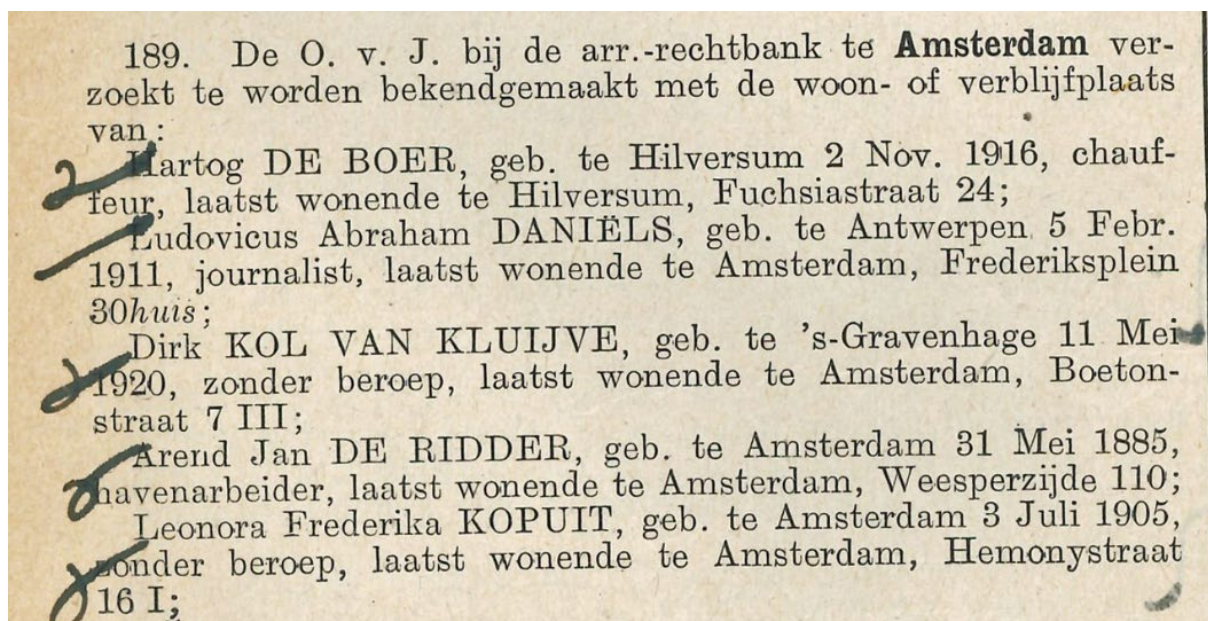 189. De O. v. J. bij de arr.-rechtbank te Amsterdam ver-
zoekt te worden bekendgemaakt met de woon- of verblijfplaats
van:
Hartog DE BOER, geb. te Hilversum 2 Nov. 1916, chauf-
feur, laatst wonende te Hilversum, Fuchsiastraat 24;
Ludovicus Abraham DANIËLS, geb. te Antwerpen 5 Febr.
1911, journalist, laatst wonende te Amsterdam, Frederiksplein
30huis;
Dirk KOL VAN KLUIJVE, geb. te 's-Gravenhage 11 Mei
1920, zonder beroep, laatst wonende te Amsterdam, Boeton-
straat 7 III;
Arend Jan DE RIDDER, geb. te Amsterdam 31 Mei 1885,
havenarbeider, laatst wonende te Amsterdam, Weesperzijde 110;
Leonora Frederika KOPUIT, geb. te Amsterdam 3 Juli 1905,
zonder beroep, laatst wonende te Amsterdam, Hemonystraat
16 I;